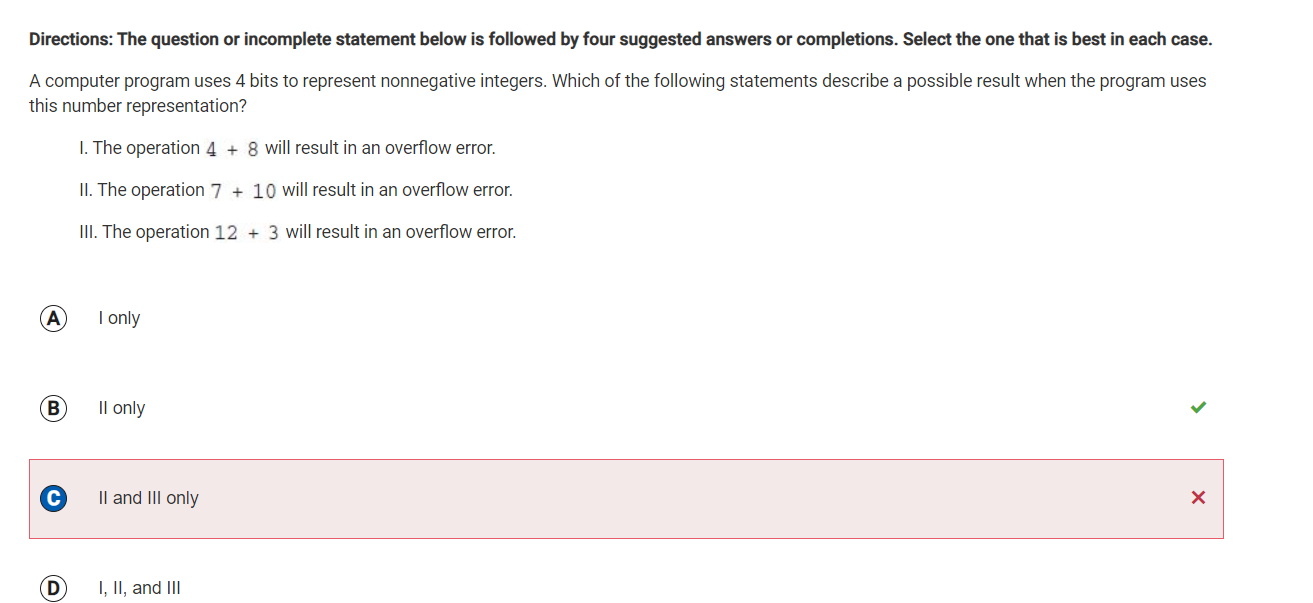 Directions: The question or incomplete statement below is followed by four suggested answers or completions. Select the one that is best in each case.
A computer program uses 4 bits to represent nonnegative integers. Which of the following statements describe a possible result when the program uses
this number representation?
I. The operation 4 + 8 will result in an overflow error.
II. The operation 7 + 10 will result in an overflow error.
III. The operation 12 + 3 will result in an overflow error.
A I only
B II only
C II and III only
D I, II, and III